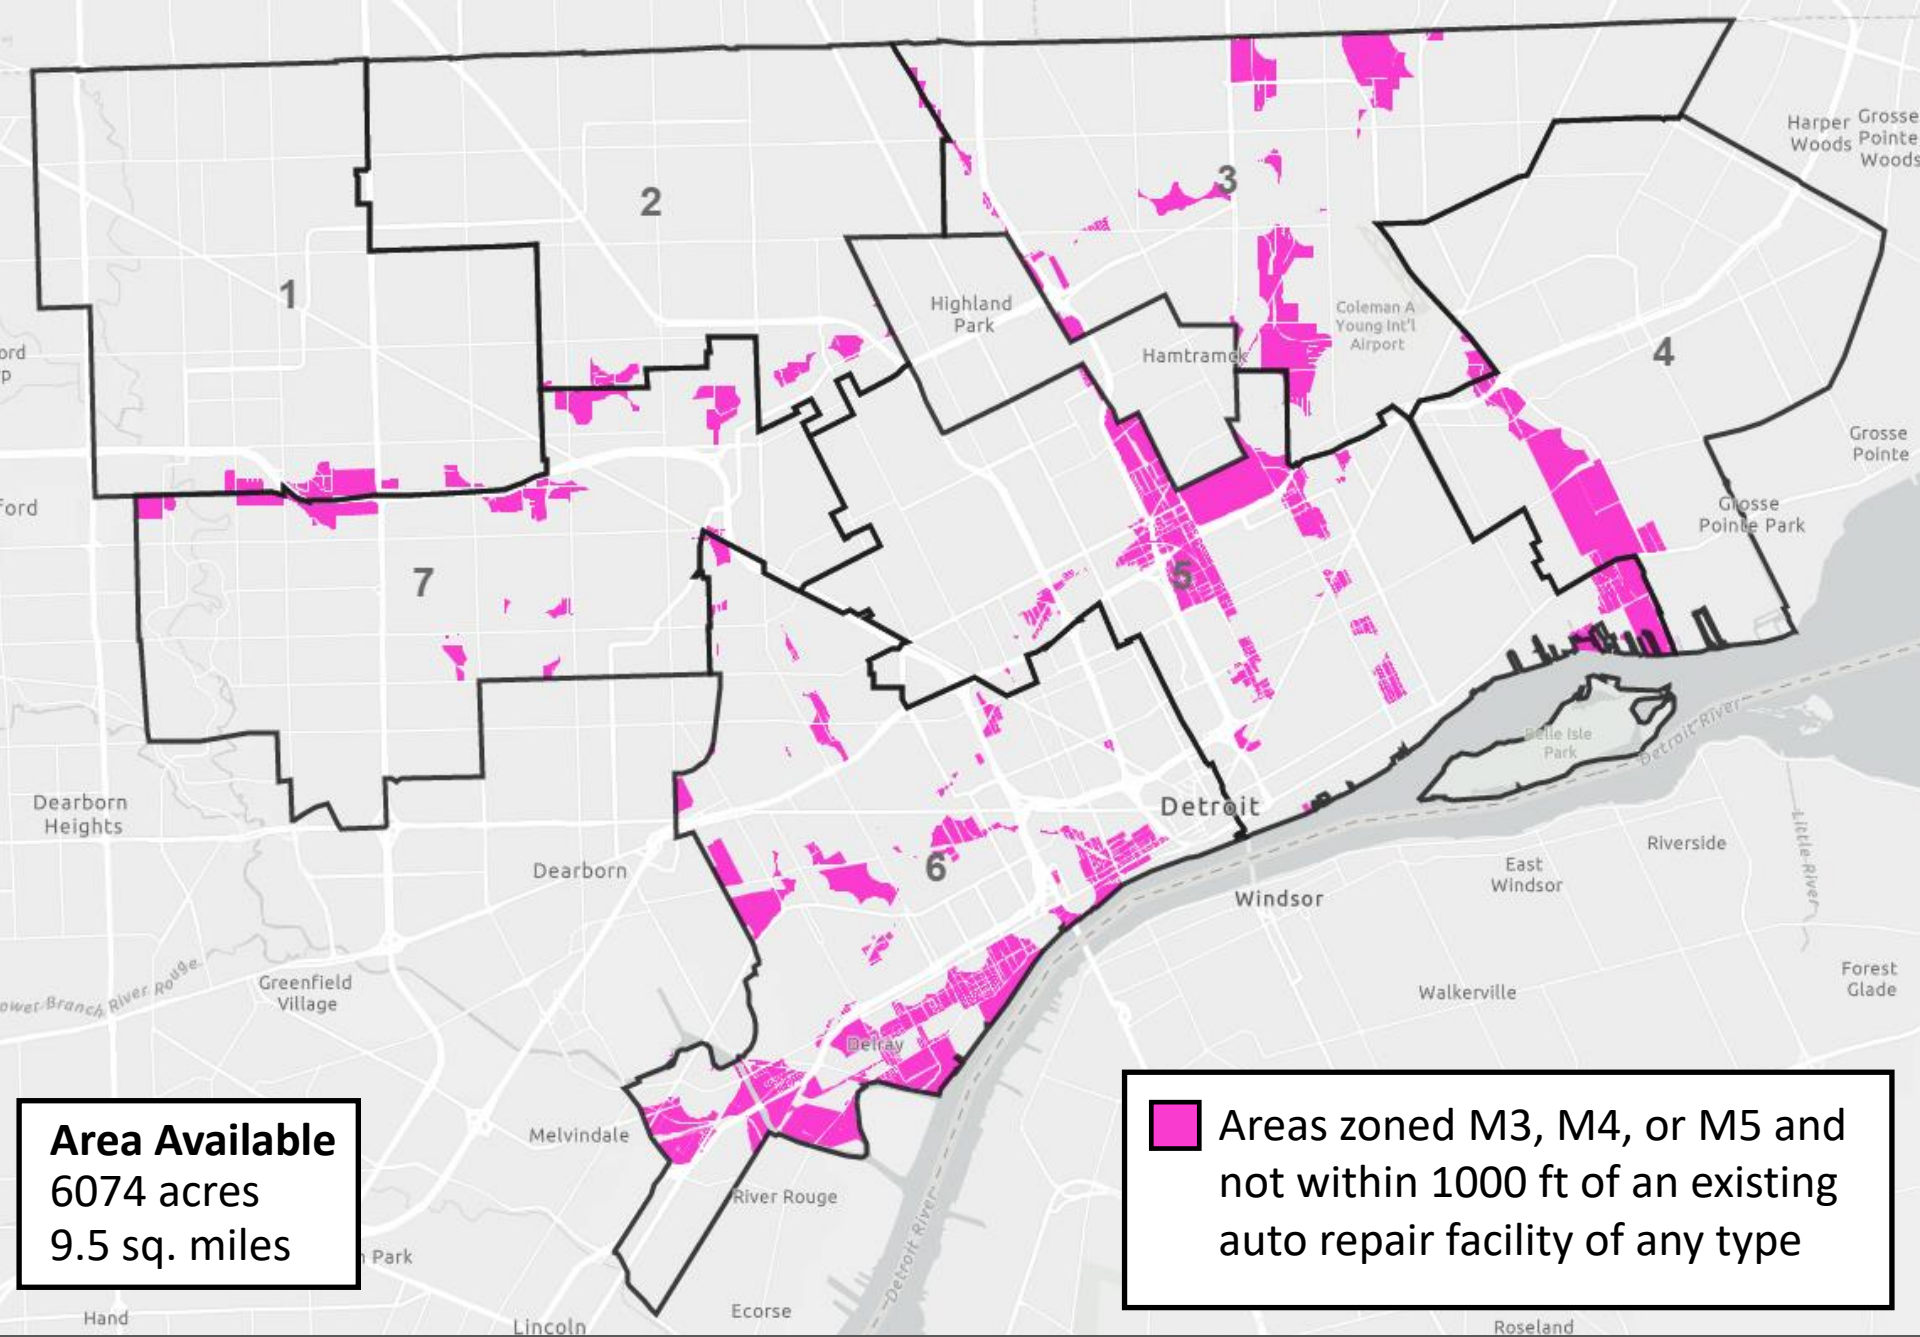 Harper
Woods
Grosse
Pointe
Woods
3
2
1
Highland
Park
Coleman A
Young Int'l
Airport
Hamtramck
4
ord
p
Grosse
Pointe
ford
Grosse
Pointe Park
7
5
Belle Isle
Park
Detroit River
Dearborn
Heights
Detroit
Little River
Riverside
Dearborn
6
East
Windsor
Windsor
Greenfield
Village
ower Branch River Rouge
Walkerville
Forest
Glade
Delray
Melvindale
River Rouge
Detroit River
Park
Ecorse
Hand
Lincoln
Roseland
Area Available
6074 acres
9.5 sq. miles
Areas zoned M3, M4, or M5 and
not within 1000 ft of an existing
auto repair facility of any type